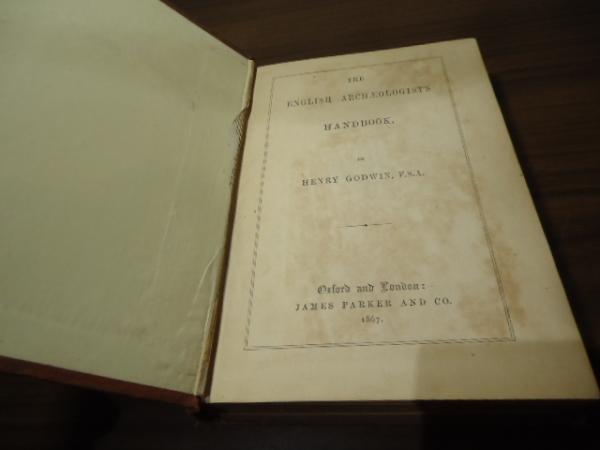 THE
ENGLISH ARCHÆOLOGIST'S
HANDBOOK.
BY
HENRY GODWIN, F.S.A.
Oxford and London:
JAMES PARKER AND CO.
1867.